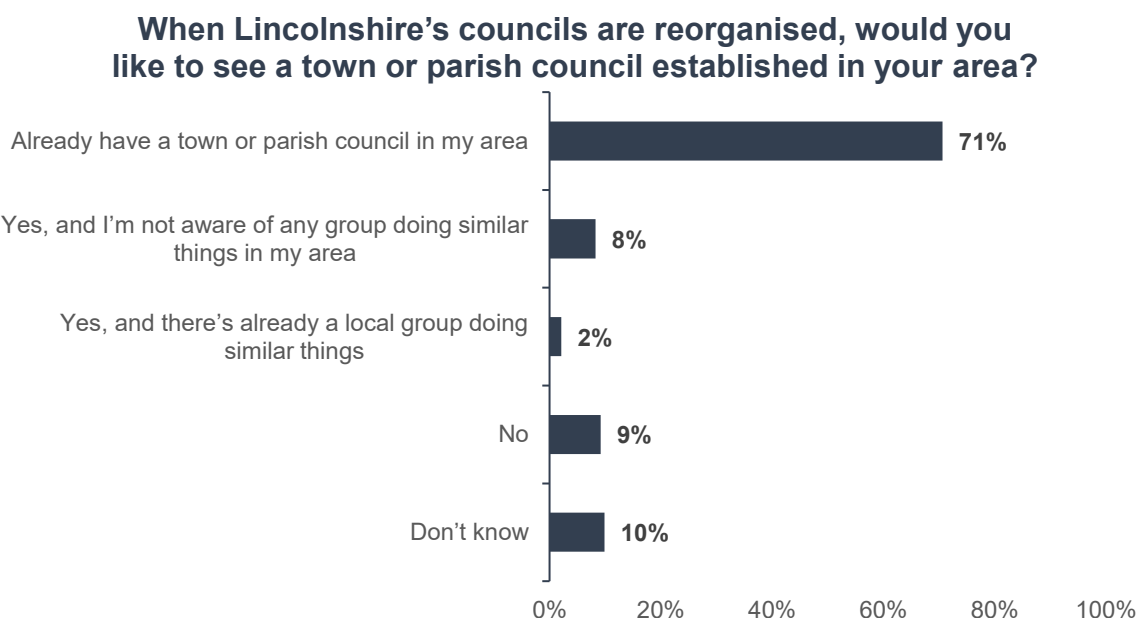 When Lincolnshire’s councils are reorganised, would you
like to see a town or parish council established in your area?
Already have a town or parish council in my area
71%
Yes, and I’m not aware of any group doing similar
things in my area
8%
Yes, and there’s already a local group doing
similar things
2%
No
9%
Don’t know
10%
0% 20% 40% 60% 80% 100%